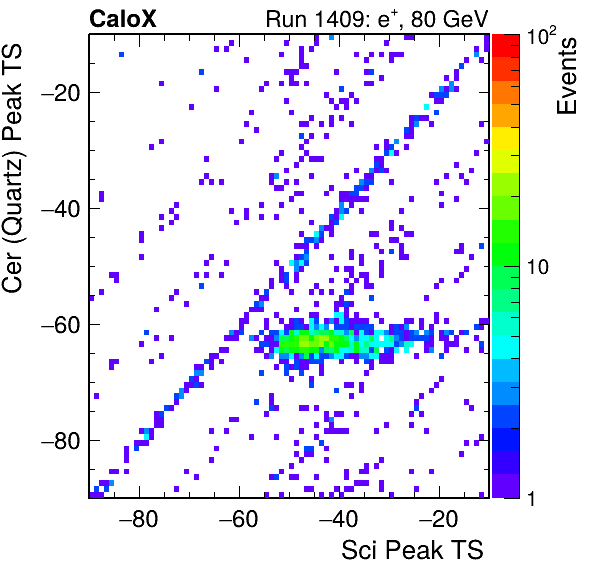 CaloX Run 1409: e⁺, 80 GeV
Cer (Quartz) Peak TS
−20
−40
−60
−80
−80 −60 −40 −20
Sci Peak TS
10²
10
1
Events